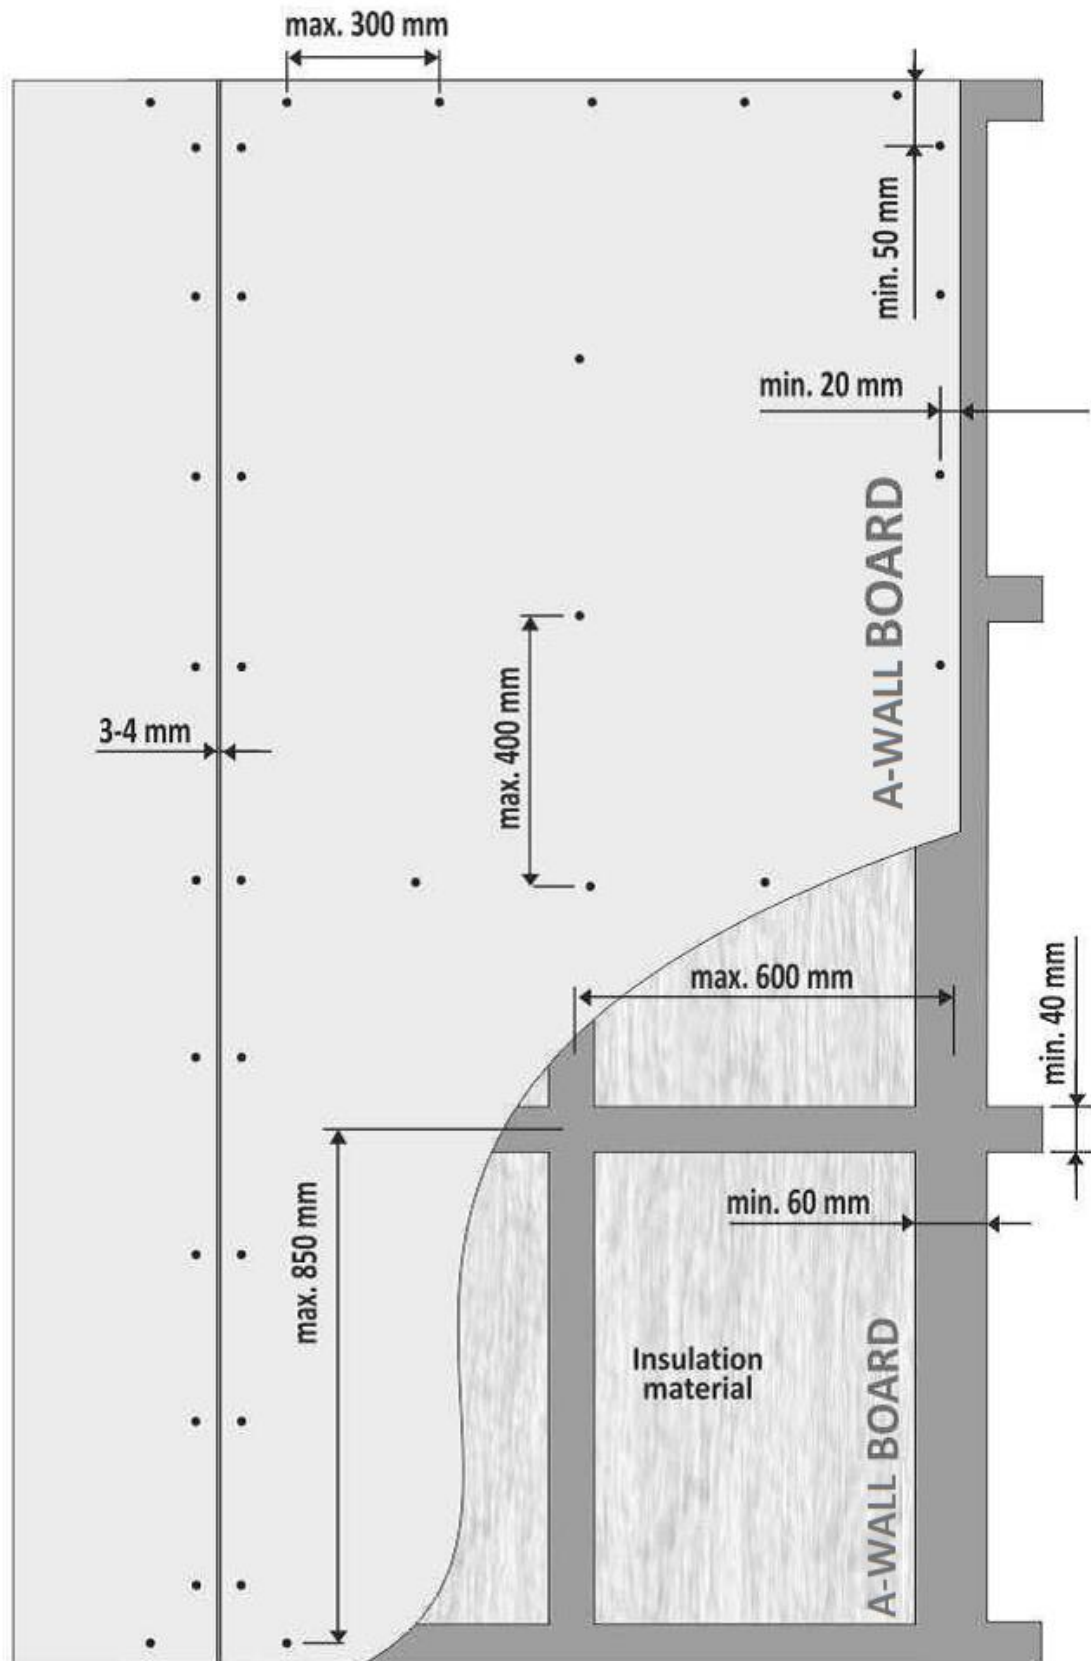 max. 300 mm
min. 50 mm
min. 20 mm
A-WALL BOARD
max. 400 mm
3-4 mm
max. 600 mm
min. 40 mm
max. 850 mm
min. 60 mm
Insulation
material
A-WALL BOARD